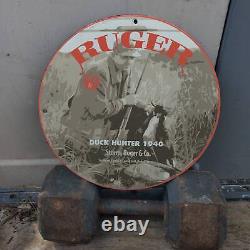 RUGER
DUCK HUNTER 1940
Sturm, Ruger & Co.